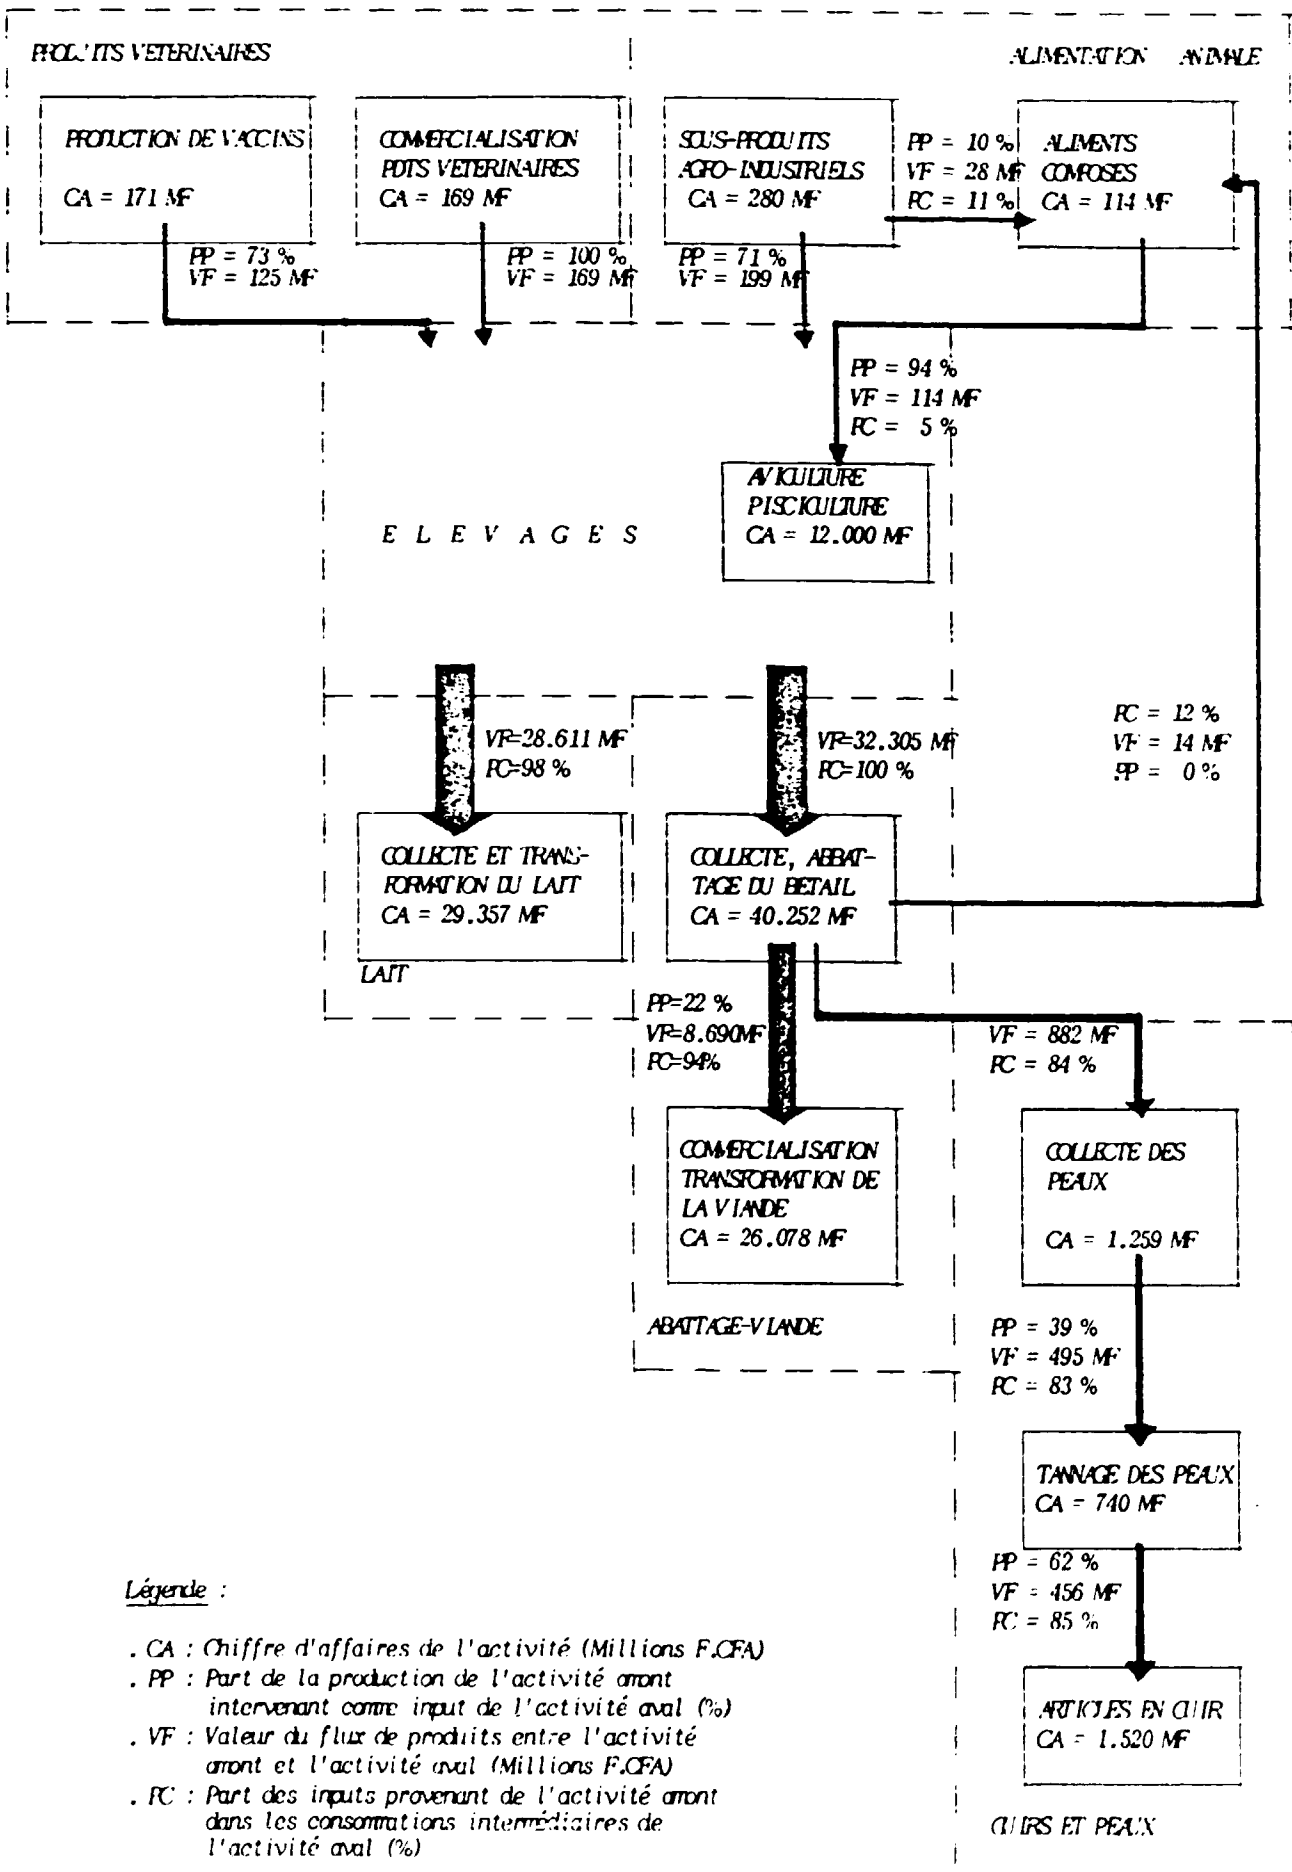 PRODUITS VETERINAIRES
ALIMENTATION ANIMALE
PRODUCTION DE VACCINS
CA = 171 MF
COMMERCIALISATION
PDTS VETERINAIRES
CA = 169 MF
SOUS-PRODUITS
AGRO-INDUSTRIELS
CA = 280 MF
PP = 10 %
VF = 28 MF
PC = 11 %
ALIMENTS
COMPOSES
CA = 114 MF
PP = 73 %
VF = 125 MF
PP = 100 %
VF = 169 MF
PP = 71 %
VF = 199 MF
PP = 94 %
VF = 114 MF
PC = 5 %
AVICULTURE
PISCICULTURE
CA = 12.000 MF
E L E V A G E S
VF=28.611 MF
PC=98 %
VF=32.305 MF
PC=100 %
PC = 12 %
VF = 14 MF
PP = 0 %
COLLECTE ET TRANS-
FORMATION DU LAIT
CA = 29.357 MF
LAIT
COLLECTE, ABBAT-
TAGE DU BETAIL
CA = 40.252 MF
PP=22 %
VF=8.690MF
PC=94%
VF = 882 MF
PC = 84 %
COMMERCIALISATION
TRANSFORMATION DE
LA VIANDE
CA = 26.078 MF
ABATTAGE-VIANDE
COLLECTE DES
PEAUX
CA = 1.259 MF
PP = 39 %
VF = 495 MF
PC = 83 %
TANNAGE DES PEAUX
CA = 740 MF
PP = 62 %
VF = 456 MF
PC = 85 %
ARTICLES EN CUIR
CA = 1.520 MF
CUIRS ET PEAUX
Légende :
. CA : Chiffre d'affaires de l'activité (Millions F.CFA)
. PP : Part de la production de l'activité amont
intervenant comme input de l'activité aval (%)
. VF : Valeur du flux de produits entre l'activité
amont et l'activité aval (Millions F.CFA)
. PC : Part des inputs provenant de l'activité amont
dans les consommations intermédiaires de
l'activité aval (%)